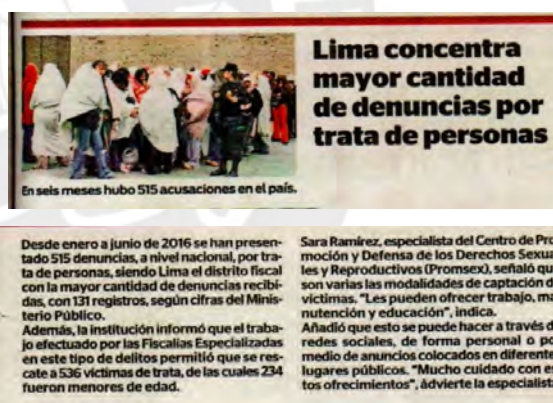 Lima concentra
mayor cantidad
de denuncias por
trata de personas
En seis meses hubo 515 acusaciones en el país.
Desde enero a junio de 2016 se han presen-
tado 515 denuncias, a nivel nacional, por tra-
ta de personas, siendo Lima el distrito fiscal
con la mayor cantidad de denuncias recibi-
das, con 131 registros, según cifras del Minis-
terio Público.
Además, la institución informó que el traba-
jo efectuado por las Fiscalías Especializadas
en este tipo de delitos permitió que se res-
cate a 536 víctimas de trata, de las cuales 234
fueron menores de edad.
Sara Ramírez, especialista del Centro de Pro
moción y Defensa de los Derechos Sexua
les y Reproductivos (Promsex), señaló qu
son varias las modalidades de captación d
víctimas. "Les pueden ofrecer trabajo, m
nutención y educación", indica.
Añadió que esto se puede hacer a través d
redes sociales, de forma personal o po
medio de anuncios colocados en diferente
lugares públicos. "Mucho cuidado con es
tos ofrecimientos", advierte la especialist